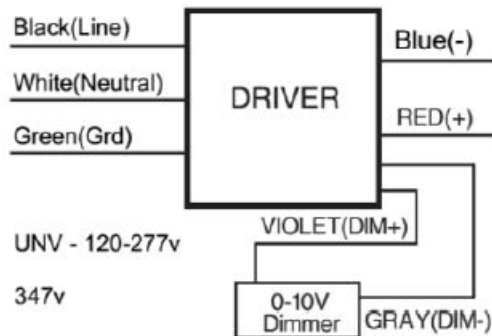 Black(Line)
White(Neutral)
Green(Grd)
DRIVER
Blue(-)
RED(+)
VIOLET(DIM+)
UNV - 120-277v
347v
0-10V
Dimmer
GRAY(DIM-)